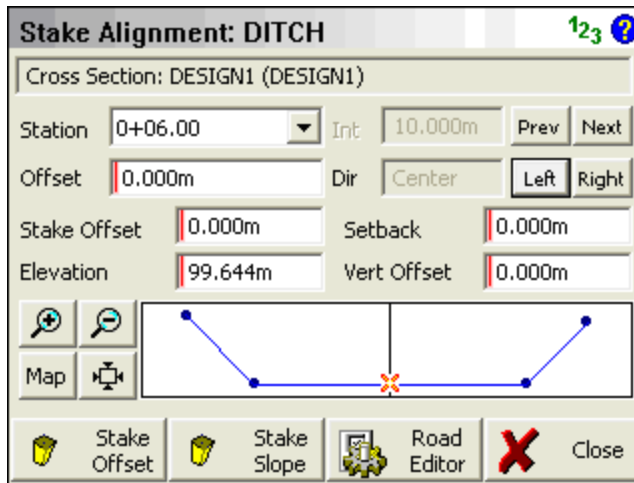 Stake Alignment: DITCH 123 ?
Cross Section: DESIGN1 (DESIGN1)
Station 0+06.00 Int 10.000m Prev Next
Offset 0.000m Dir Center Left Right
Stake Offset 0.000m Setback 0.000m
Elevation 99.644m Vert Offset 0.000m
Map
Stake Offset Stake Slope Road Editor Close